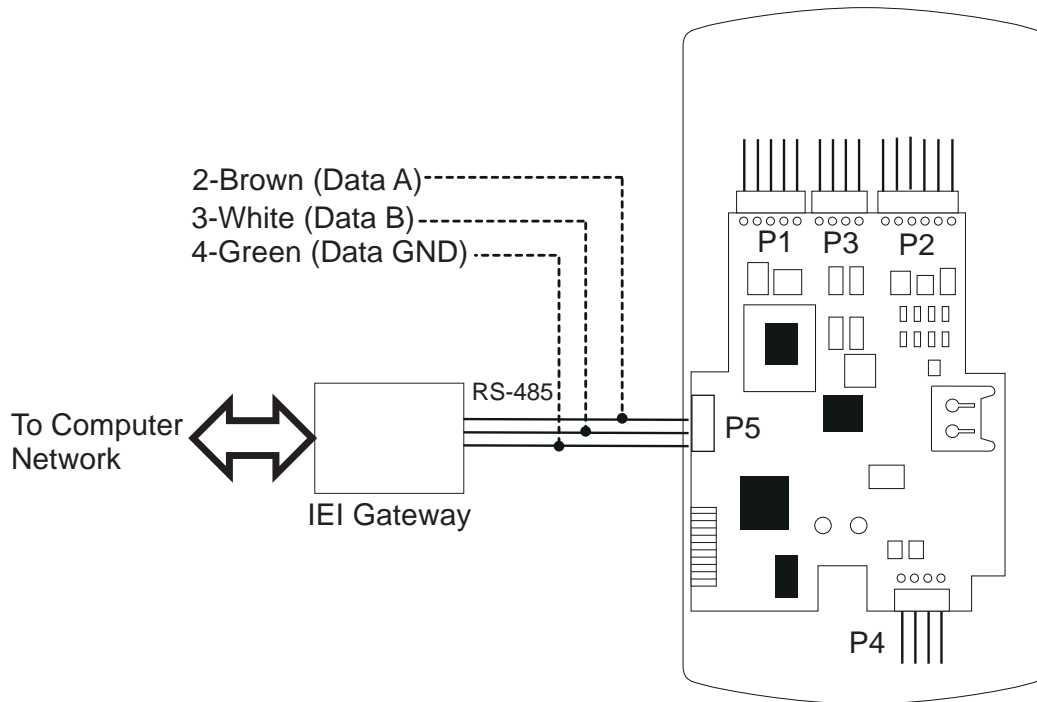 2-Brown (Data A)
3-White (Data B)
4-Green (Data GND)
P1
P3
P2
RS-485
To Computer
Network
P5
IEI Gateway
P4